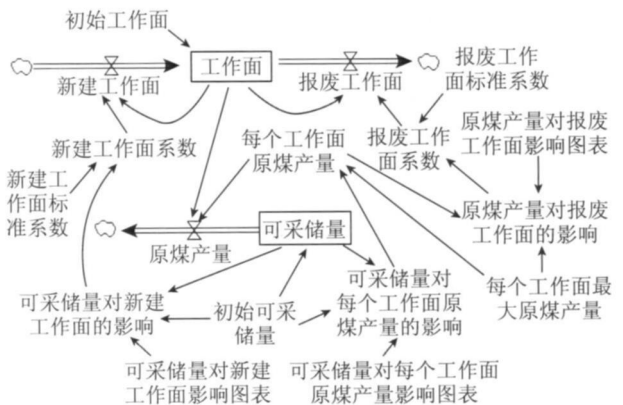 初始工作面
工作面
新建工作面
报废工作面
报废工作
面标准系数
新建工作面系数
每个工作面
原煤产量
报废工作
面系数
原煤产量对报废
工作面影响图表
新建工
作面标
准系数
原煤产量
可采储量
原煤产量对报废
工作面的影响
可采储量对新建
工作面的影响
初始可采
储量
可采储量对
每个工作面原
煤产量的影响
每个工作面最
大原煤产量
可采储量对新建
工作面影响图表
可采储量对每个工作面
原煤产量影响图表